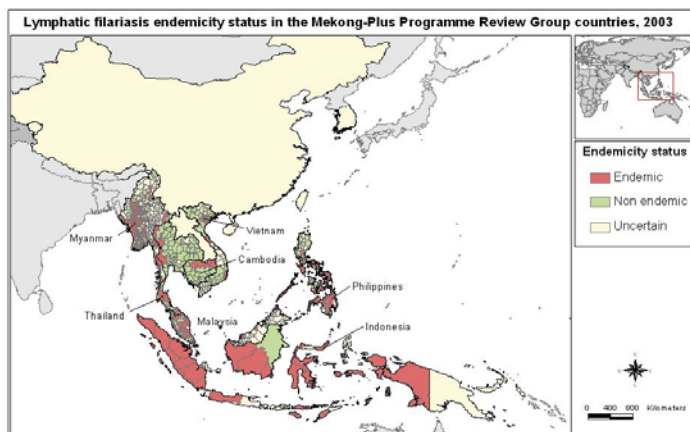 Lymphatic filariasis endemicity status in the Mekong-Plus Programme Review Group countries, 2003
Endemicity status
Endemic
Non endemic
Uncertain
Myanmar
Vietnam
Cambodia
Philippines
Thailand
Malaysia
Indonesia
0 400 800 Kilometers